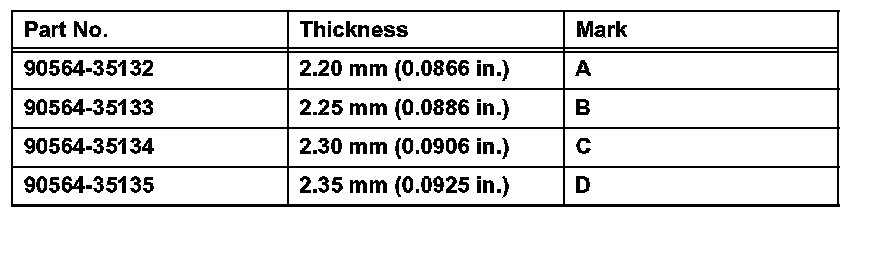 Part No. Thickness Mark
90564-35132 2.20 mm (0.0866 in.) A
90564-35133 2.25 mm (0.0886 in.) B
90564-35134 2.30 mm (0.0906 in.) C
90564-35135 2.35 mm (0.0925 in.) D